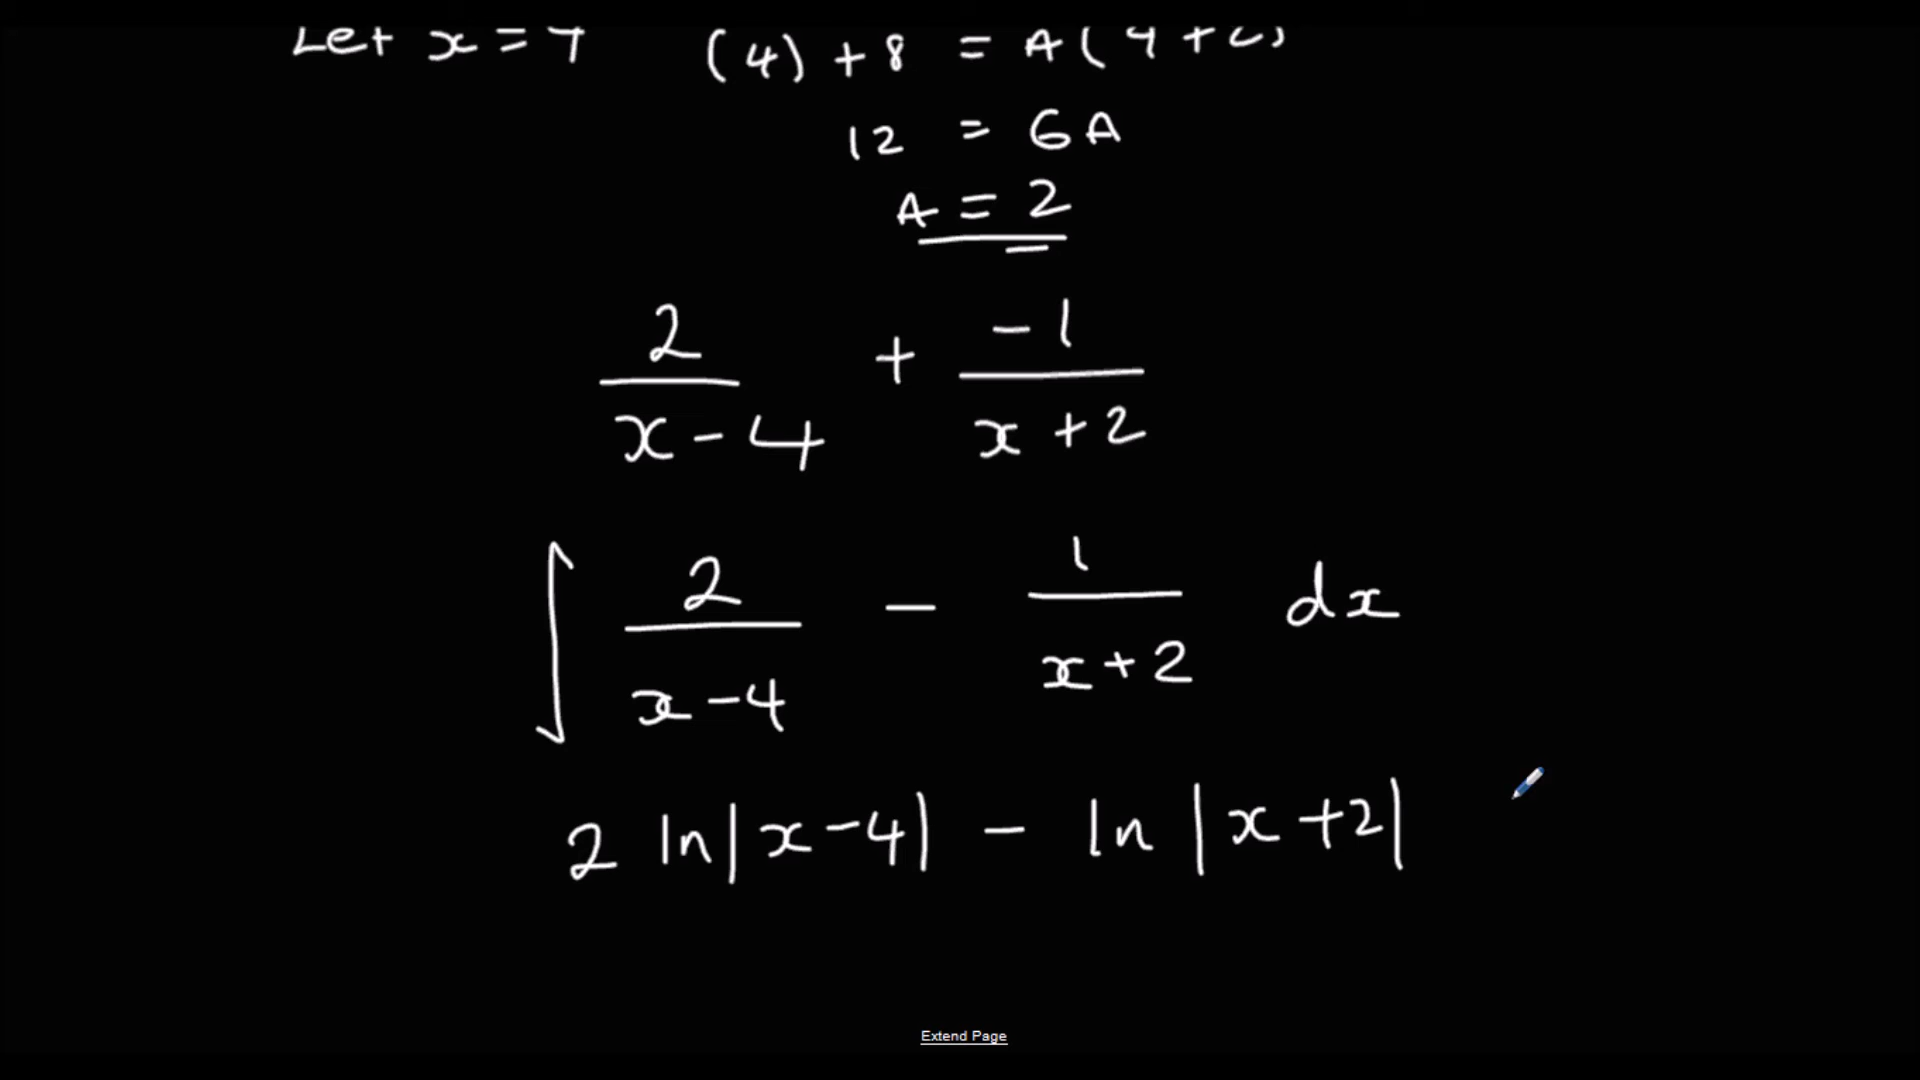 Let x = 4 (4) + 8 = A(4+2)
12 = 6A
A = 2
2/(x-4) + -1/(x+2)
∫ 2/(x-4) - 1/(x+2) dx
2 ln|x-4| - ln|x+2|
Extend Page